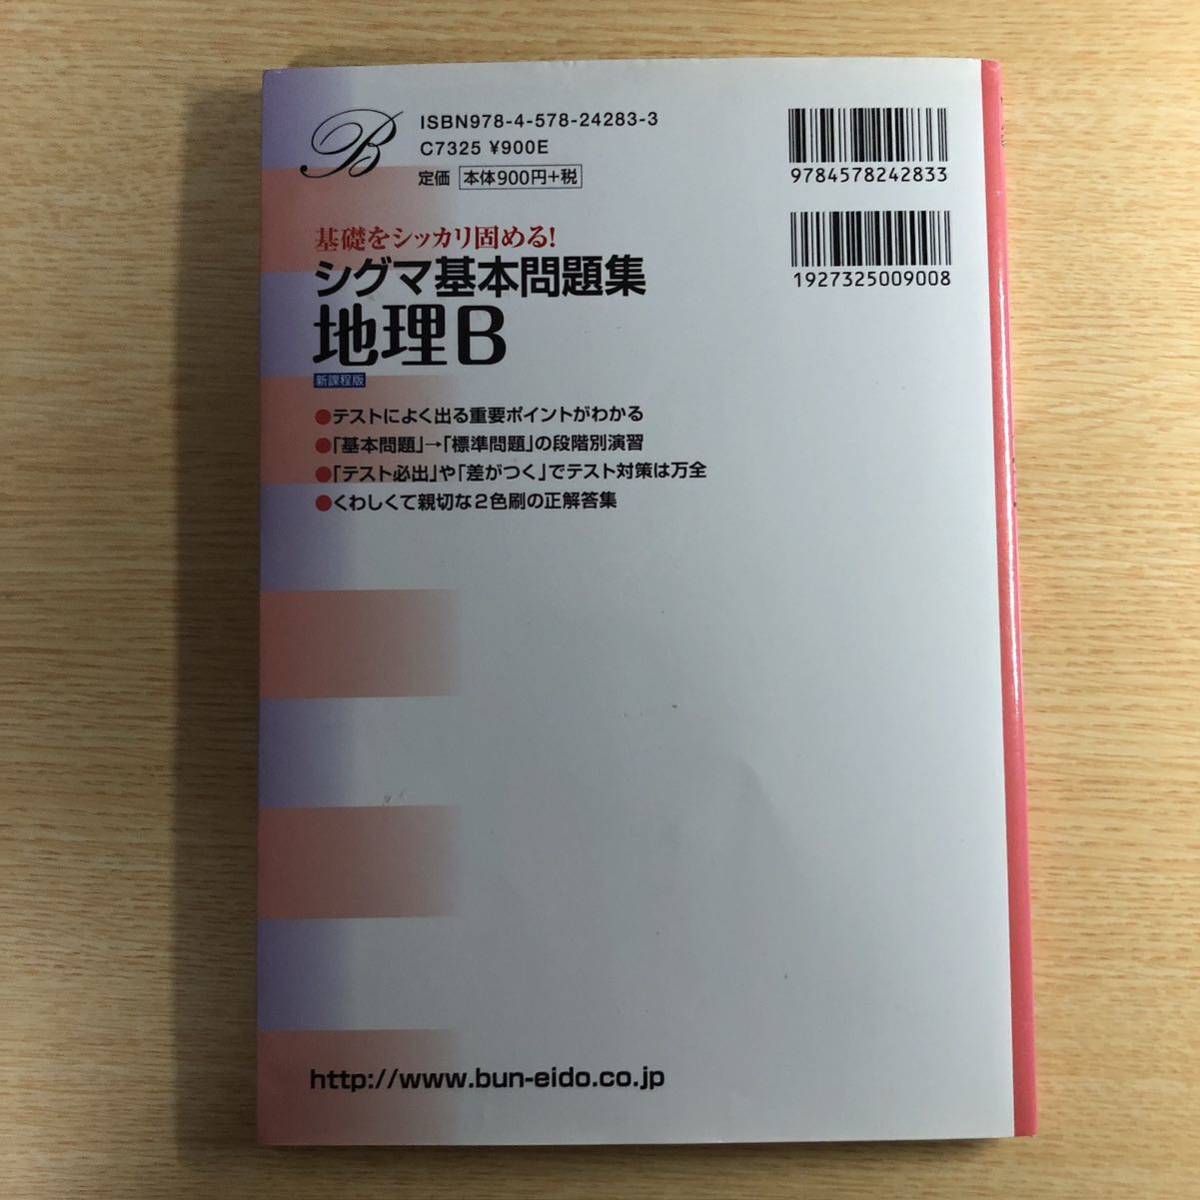 B
ISBN978-4-578-24283-3
C7325 ¥900E
定価 本体900円+税
9784578242833
1927325009008
基礎をシッカリ固める!
シグマ基本問題集
地理B
新課程版
●テストによく出る重要ポイントがわかる
●「基本問題」→「標準問題」の段階別演習
●「テスト必出」や「差がつく」でテスト対策は万全
●くわしくて親切な2色刷の正解答集
http://www.bun-eido.co.jp